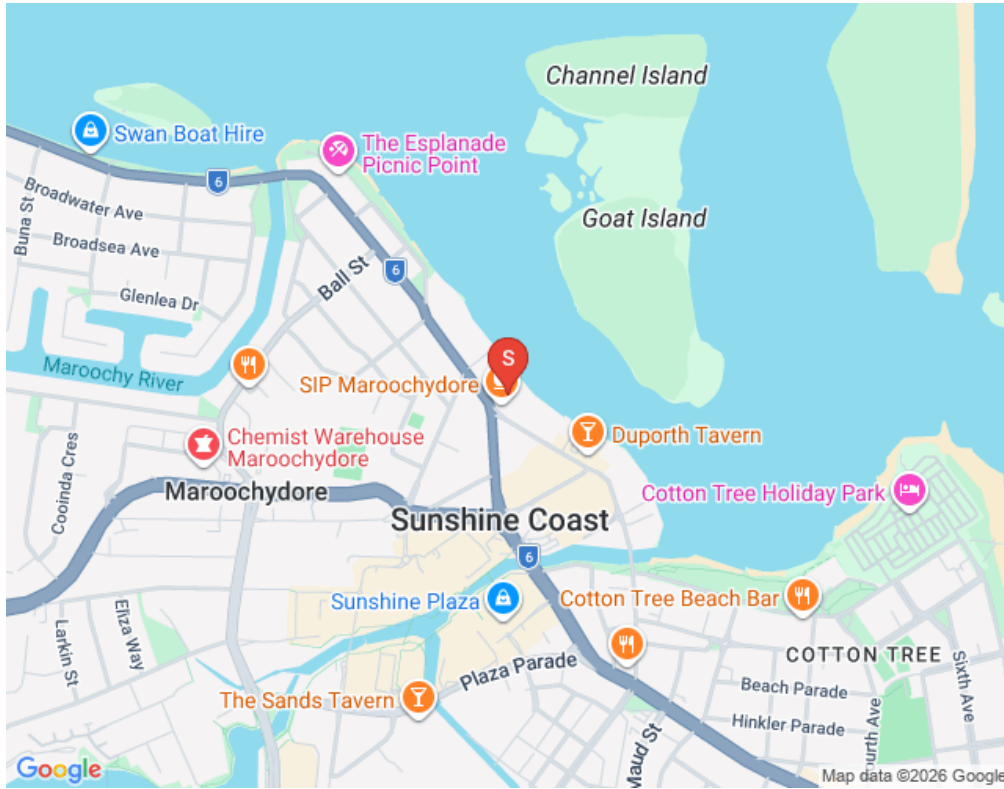 Channel Island
Swan Boat Hire
The Esplanade
Picnic Point
6
Broadwater Ave
Buna St
Goat Island
Broadsea Ave
Ball St
6
Glenlea Dr
Maroochy River
S
SIP Maroochydore
Duporth Tavern
Chemist Warehouse
Maroochydore
Cooinda Cres
Maroochydore
Cotton Tree Holiday Park
Sunshine Coast
6
Sunshine Plaza
Cotton Tree Beach Bar
Eliza Way
Larkin St
COTTON TREE
Sixth Ave
Plaza Parade
Beach Parade
The Sands Tavern
Hinkler Parade
ourth Ave
Maud St
Google
Map data ©2026 Google